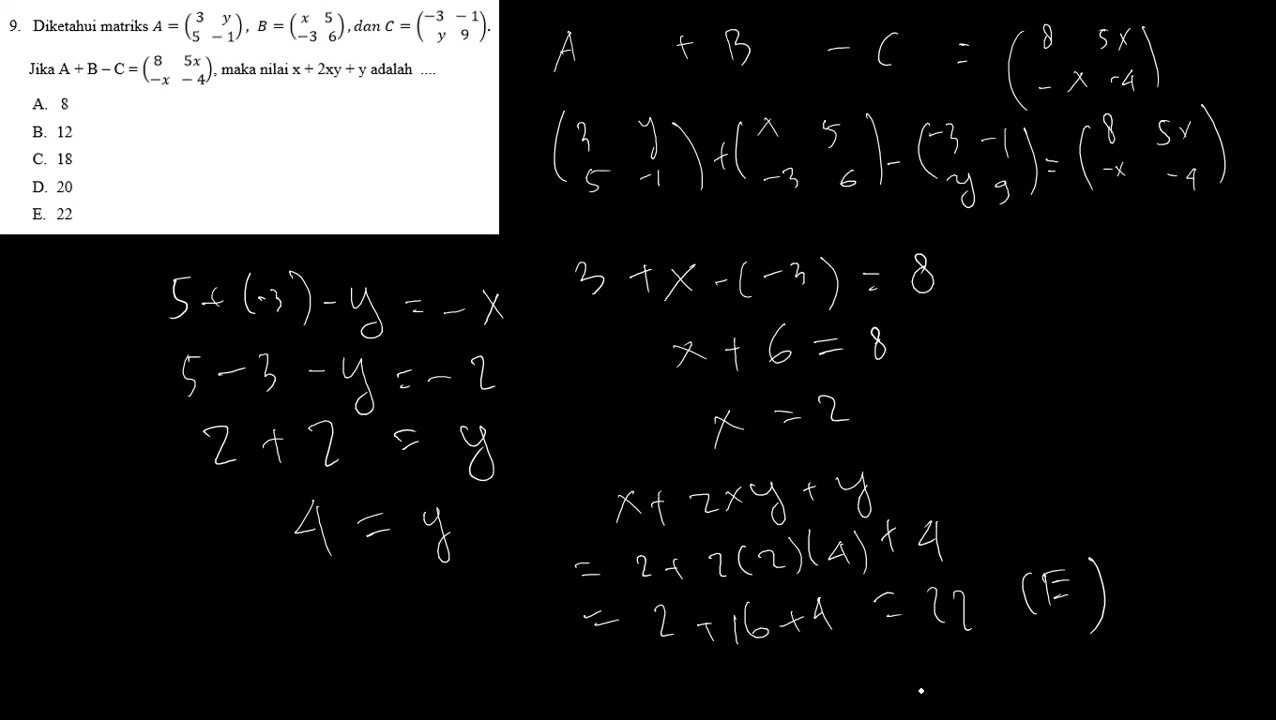 9. Diketahui matriks A = (3 y 5 −1), B = (x 5 −3 6), dan C = (−3 −1 y 9).
Jika A + B – C = (8 5x −x −4), maka nilai x + 2xy + y adalah ....
A. 8
B. 12
C. 18
D. 20
E. 22
A + B - C = (8 5x -x -4)
(3 y 5 -1) + (x 5 -3 6) - (-3 -1 y 9) = (8 5x -x -4)
3 + x - (-3) = 8
x + 6 = 8
x = 2
5 + (-3) - y = -x
5 - 3 - y = -2
2 + 2 = y
4 = y
x + 2xy + y
= 2 + 2(2)(4) + 4
= 2 + 16 + 4 = 22 (E)